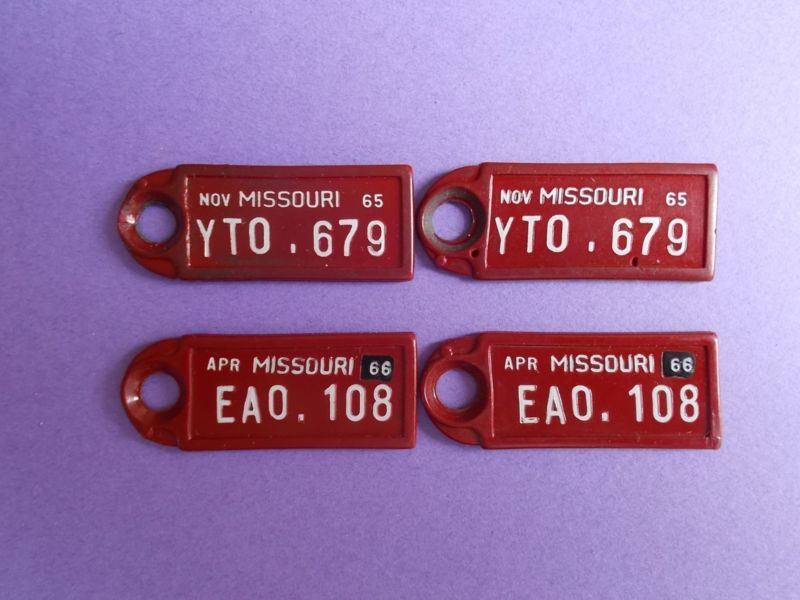 NOV MISSOURI 65
YTO.679
NOV MISSOURI 65
YTO.679
APR MISSOURI 66
EAO.108
APR MISSOURI 66
EAO.108